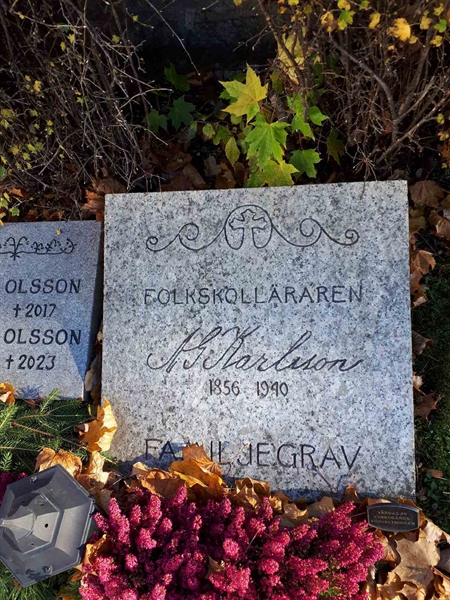 OLSSON
✝2017
OLSSON
✝2023
FOLKSKOLLÄRAREN
Karlsson
1856 1940
FAMILJEGRAV